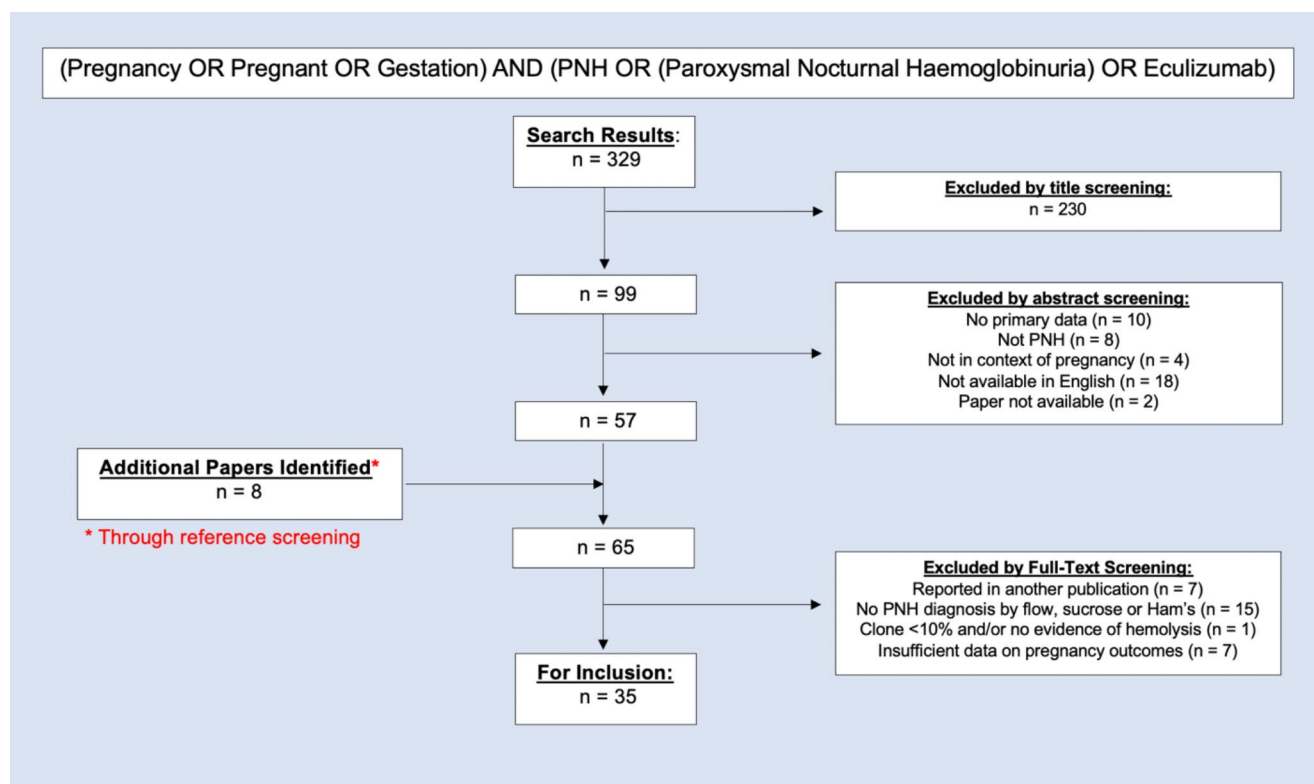 (Pregnancy OR Pregnant OR Gestation) AND (PNH OR (Paroxysmal Nocturnal Haemoglobinuria) OR Eculizumab)
Search Results:
n = 329
Excluded by title screening:
n = 230
n = 99
Excluded by abstract screening:
No primary data (n = 10)
Not PNH (n = 8)
Not in context of pregnancy (n = 4)
Not available in English (n = 18)
Paper not available (n = 2)
n = 57
Additional Papers Identified*
n = 8
* Through reference screening
n = 65
Excluded by Full-Text Screening:
Reported in another publication (n = 7)
No PNH diagnosis by flow, sucrose or Ham's (n = 15)
Clone <10% and/or no evidence of hemolysis (n = 1)
Insufficient data on pregnancy outcomes (n = 7)
For Inclusion:
n = 35